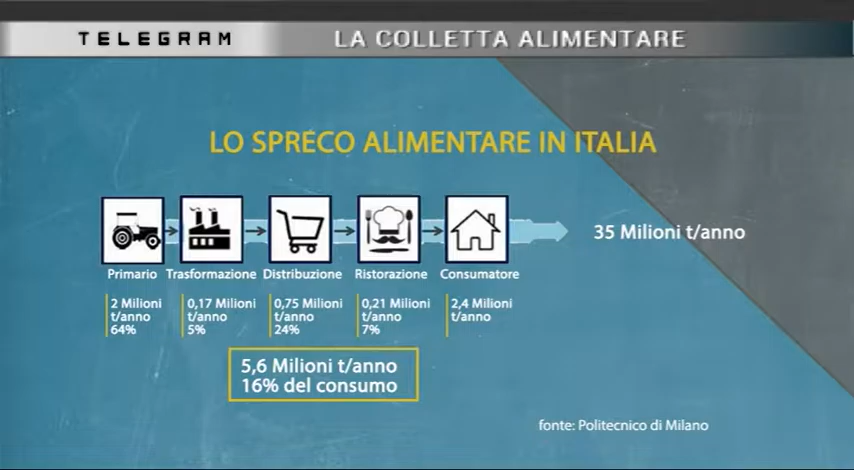 TELEGRAM
LA COLLETTA ALIMENTARE
LO SPRECO ALIMENTARE IN ITALIA
35 Milioni t/anno
Primario
Trasformazione
Distribuzione
Ristorazione
Consumatore
2 Milioni
t/anno
64%
0,17 Milioni
t/anno
5%
0,75 Milioni
t/anno
24%
0,21 Milioni
t/anno
7%
2,4 Milioni
t/anno
5,6 Milioni t/anno
16% del consumo
fonte: Politecnico di Milano